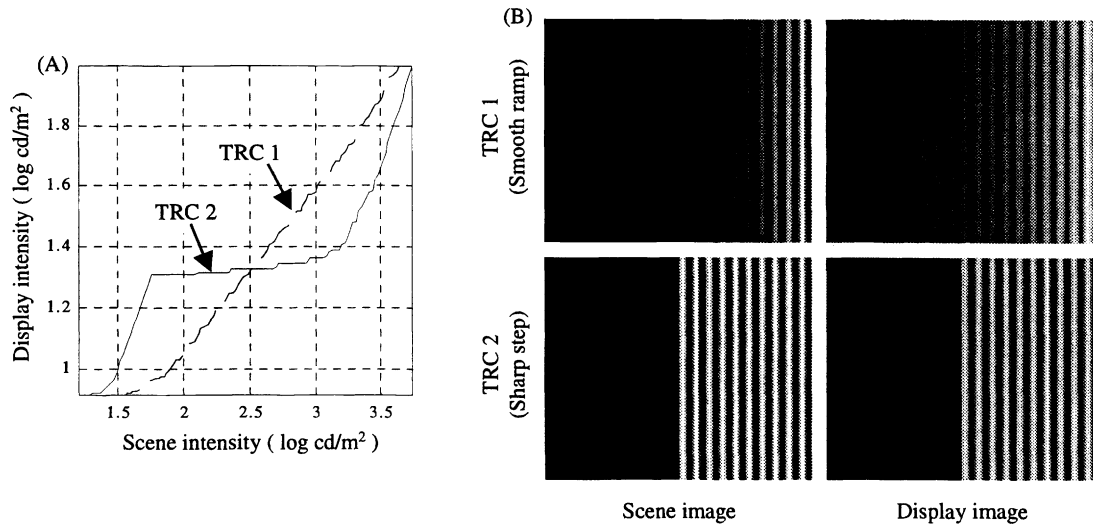 (A)
Display intensity ( log cd/m²)
1.8
1.6
1.4
1.2
1
TRC 1
TRC 2
1.5 2 2.5 3 3.5
Scene intensity ( log cd/m²)
(B)
TRC 1
(Smooth ramp)
TRC 2
(Sharp step)
Scene image
Display image